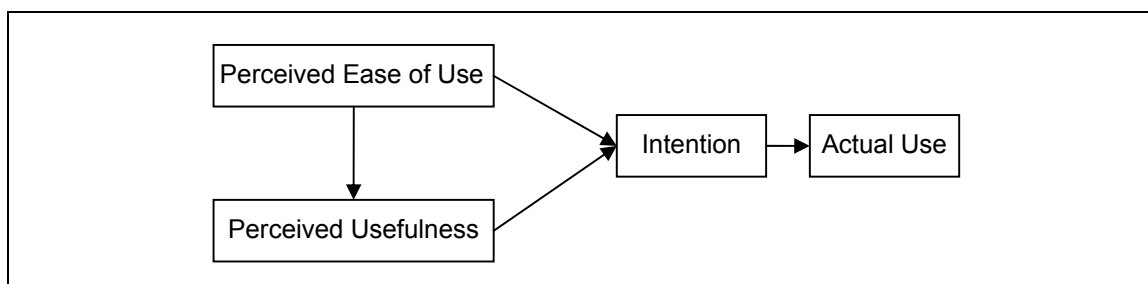 Perceived Ease of Use
Intention
Actual Use
Perceived Usefulness